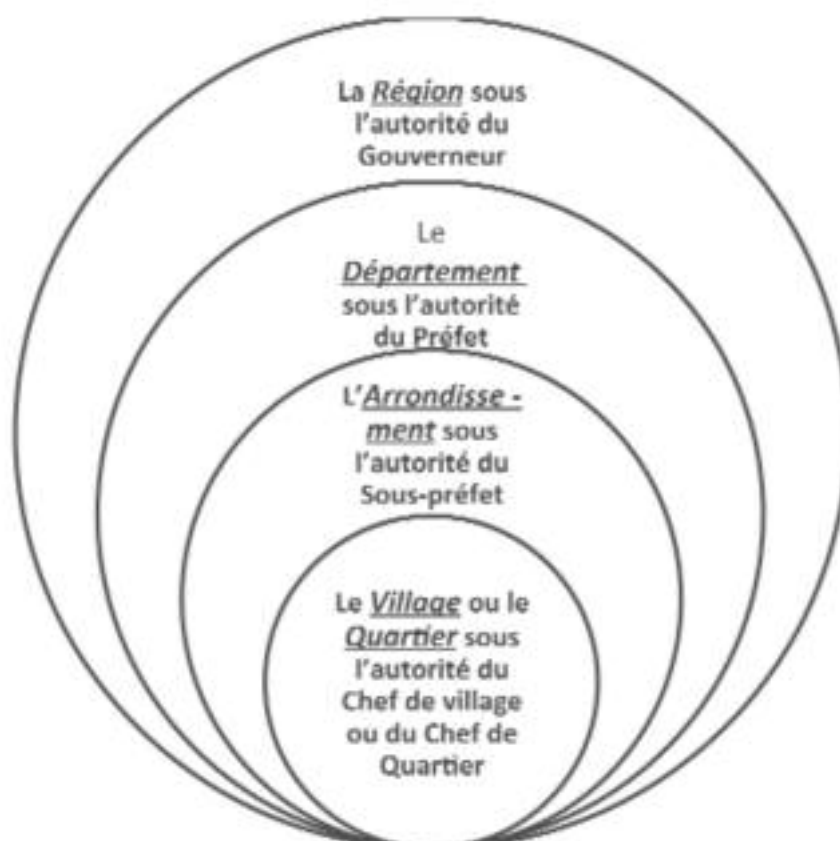 La Région sous
l'autorité du
Gouverneur
Le
Département
sous l'autorité
du Préfet
L'Arrondisse -
ment sous
l'autorité du
Sous-préfet
Le Village ou le
Quartier sous
l'autorité du
Chef de village
ou du Chef de
Quartier